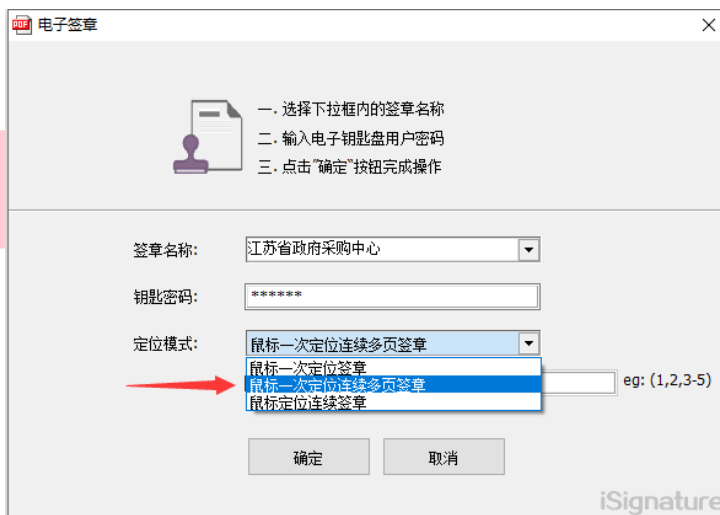 PDF 电子签章
一. 选择下拉框内的签章名称
二. 输入电子钥匙盘用户密码
三. 点击"确定"按钮完成操作
签章名称: 江苏省政府采购中心
钥匙密码: ******
定位模式: 鼠标一次定位连续多页签章
鼠标一次定位签章
鼠标一次定位连续多页签章
鼠标定位连续签章
eg: (1,2,3-5)
确定 取消
iSignature